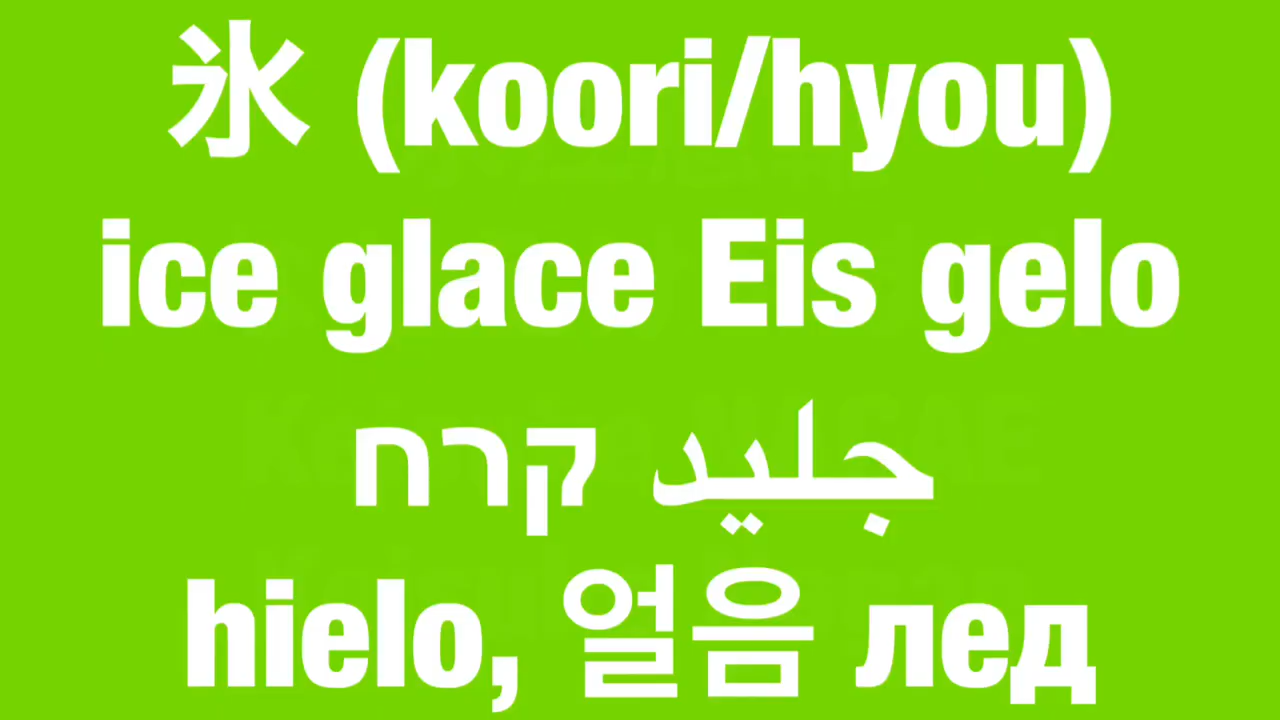 氷 (koori/hyou)
ice glace Eis gelo
קרח جليد
hielo, 얼음 лед